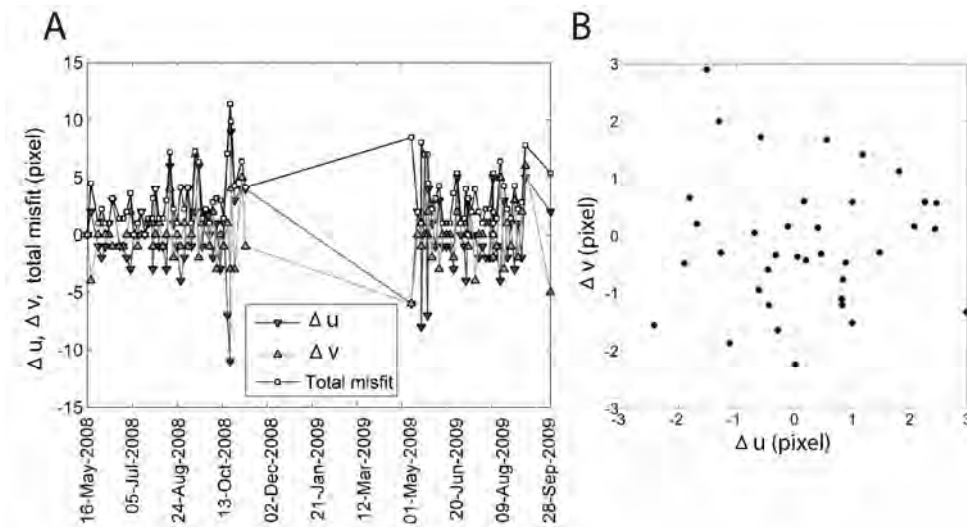 A
B
15
10
5
0
-5
-10
-15
Δ u, Δ v, total misfit (pixel)
Δ u
Δ v
Total misfit
16-May-2008
05-Jul-2008
24-Aug-2008
13-Oct-2008
02-Dec-2008
21-Jan-2009
12-Mar-2009
01-May-2009
20-Jun-2009
09-Aug-2009
28-Sep-2009
3
2
1
0
-1
-2
-3
Δ v (pixel)
-3 -2 -1 0 1 2 3
Δ u (pixel)